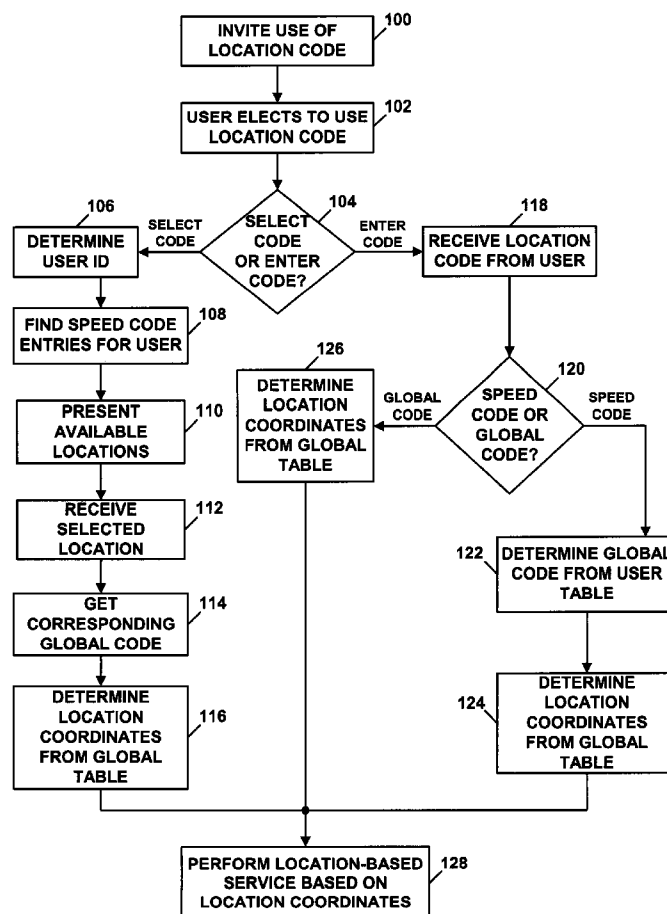 INVITE USE OF
LOCATION CODE
100
USER ELECTS TO USE
LOCATION CODE
102
SELECT
CODE
OR ENTER
CODE?
104
SELECT
CODE
ENTER
CODE
106
DETERMINE
USER ID
118
RECEIVE LOCATION
CODE FROM USER
FIND SPEED CODE
ENTRIES FOR USER
108
126
DETERMINE
LOCATION
COORDINATES
FROM GLOBAL
TABLE
GLOBAL
CODE
SPEED
CODE OR
GLOBAL
CODE?
120
SPEED
CODE
PRESENT
AVAILABLE
LOCATIONS
110
RECEIVE
SELECTED
LOCATION
112
122
DETERMINE GLOBAL
CODE FROM USER
TABLE
GET
CORRESPONDING
GLOBAL CODE
114
DETERMINE
LOCATION
COORDINATES
FROM GLOBAL
TABLE
116
124
DETERMINE
LOCATION
COORDINATES
FROM GLOBAL
TABLE
PERFORM LOCATION-BASED
SERVICE BASED ON
LOCATION COORDINATES
128